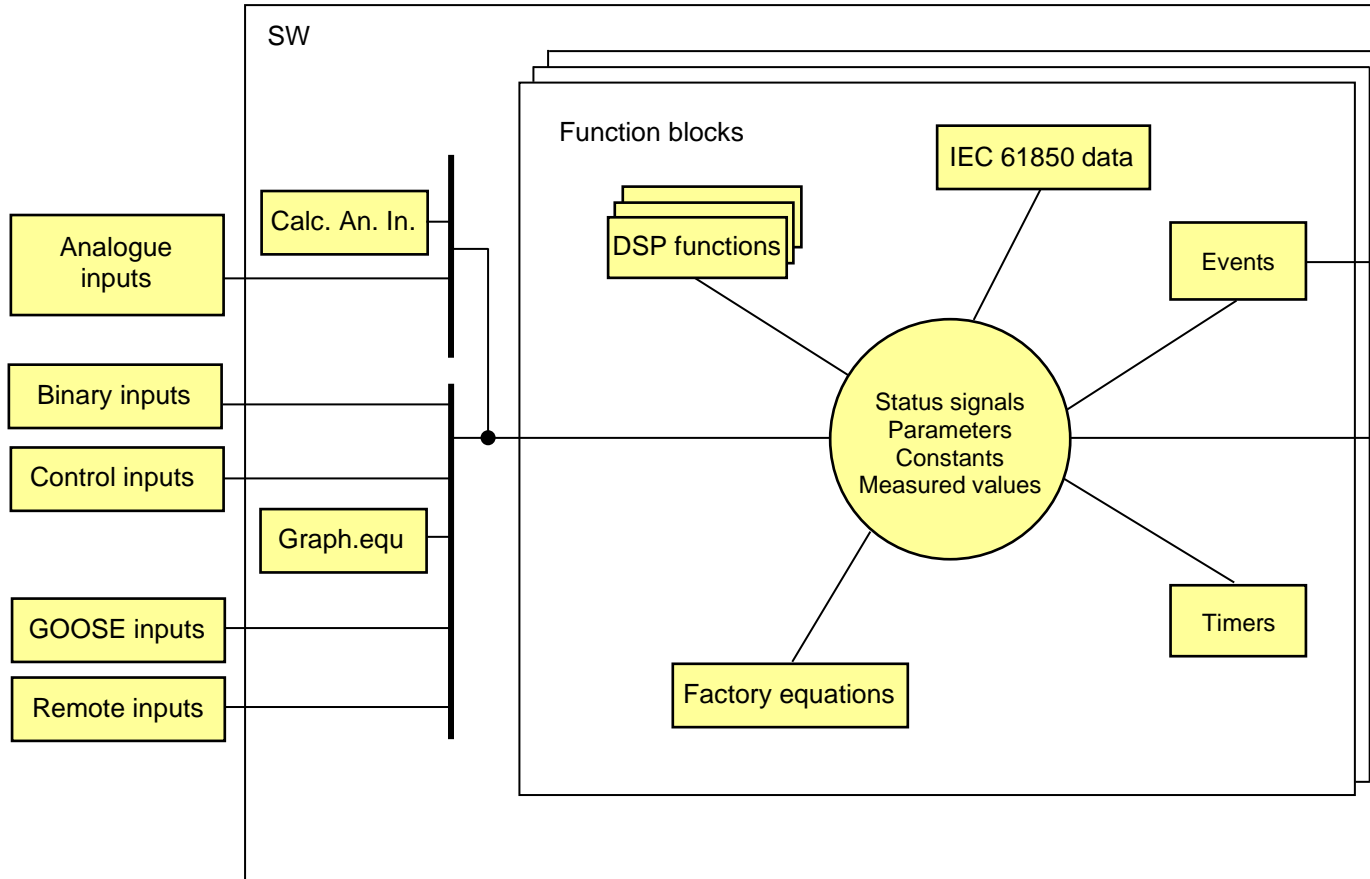 SW
Function blocks
IEC 61850 data
Calc. An. In.
DSP functions
Analogue
inputs
Events
Binary inputs
Status signals
Parameters
Constants
Measured values
Control inputs
Graph.equ
GOOSE inputs
Timers
Remote inputs
Factory equations